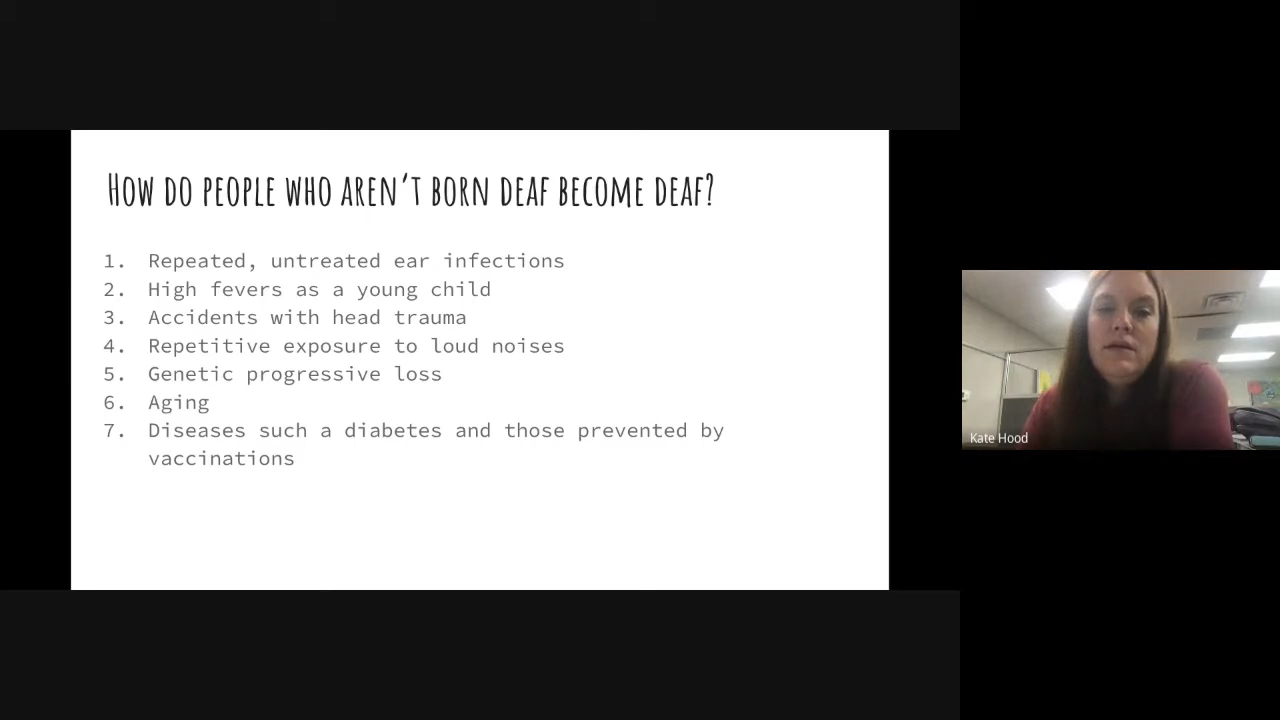 How do people who aren't born deaf become deaf?
1. Repeated, untreated ear infections
2. High fevers as a young child
3. Accidents with head trauma
4. Repetitive exposure to loud noises
5. Genetic progressive loss
6. Aging
7. Diseases such a diabetes and those prevented by
vaccinations
Kate Hood